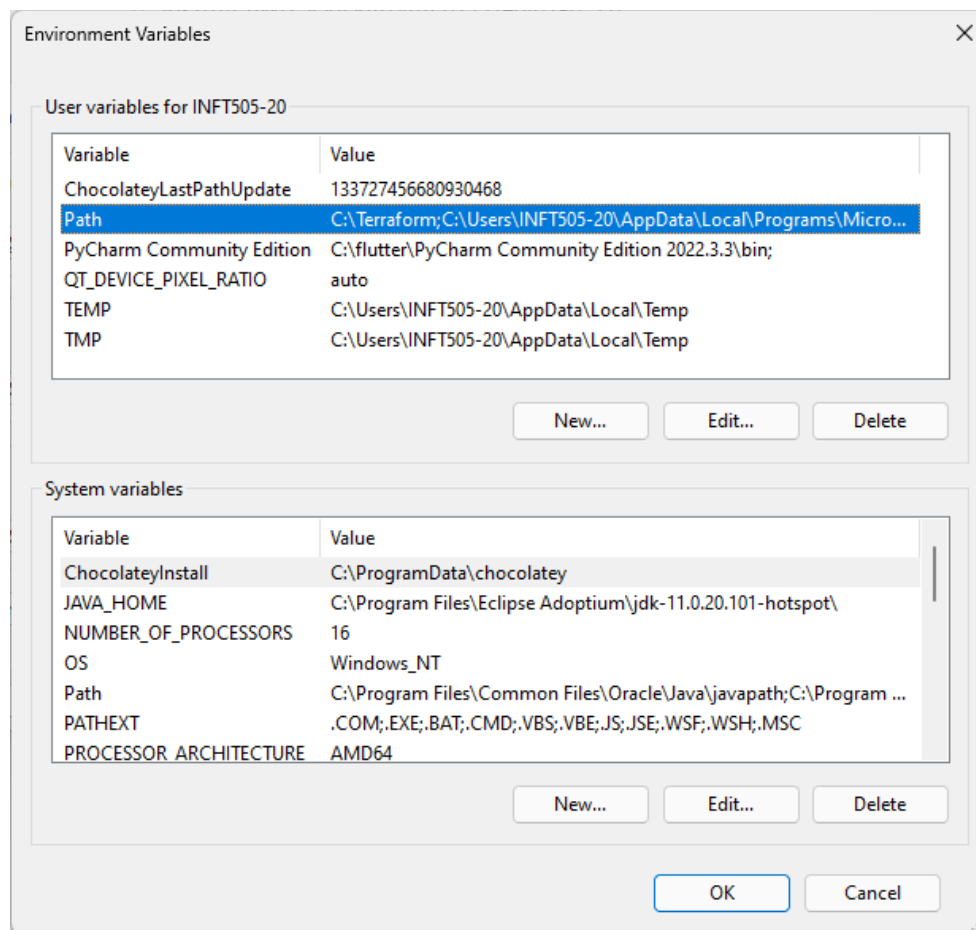 Environment Variables
User variables for INFT505-20
Variable Value
ChocolateyLastPathUpdate 133727456680930468
Path C:\Terraform;C:\Users\INFT505-20\AppData\Local\Programs\Micro...
PyCharm Community Edition C:\flutter\PyCharm Community Edition 2022.3.3\bin;
QT_DEVICE_PIXEL_RATIO auto
TEMP C:\Users\INFT505-20\AppData\Local\Temp
TMP C:\Users\INFT505-20\AppData\Local\Temp
New... Edit... Delete
System variables
Variable Value
ChocolateyInstall C:\ProgramData\chocolatey
JAVA_HOME C:\Program Files\Eclipse Adoptium\jdk-11.0.20.101-hotspot\
NUMBER_OF_PROCESSORS 16
OS Windows_NT
Path C:\Program Files\Common Files\Oracle\Java\javapath;C:\Program ...
PATHEXT .COM;.EXE;.BAT;.CMD;.VBS;.VBE;.JS;.JSE;.WSF;.WSH;.MSC
PROCESSOR_ARCHITECTURE AMD64
New... Edit... Delete
OK Cancel